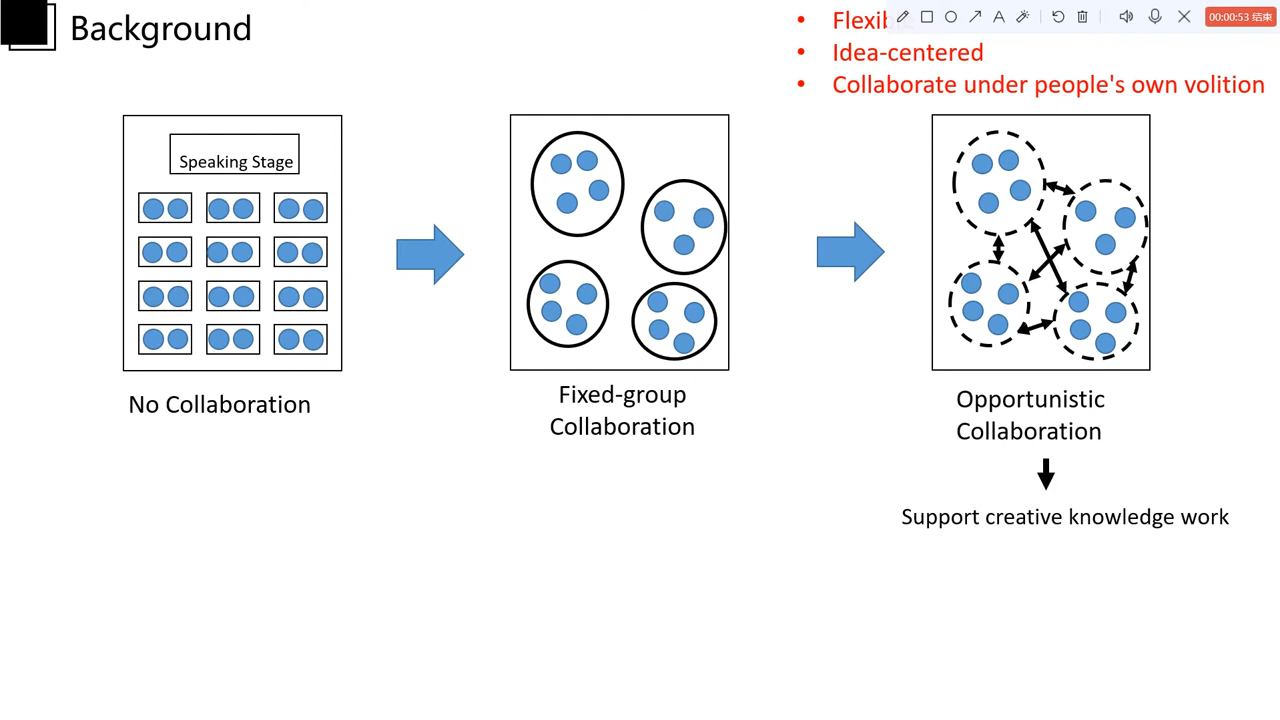 Background
00:00:53 结束
Idea-centered
Collaborate under people's own volition
Speaking Stage
No Collaboration
Fixed-group
Collaboration
Opportunistic
Collaboration
Support creative knowledge work